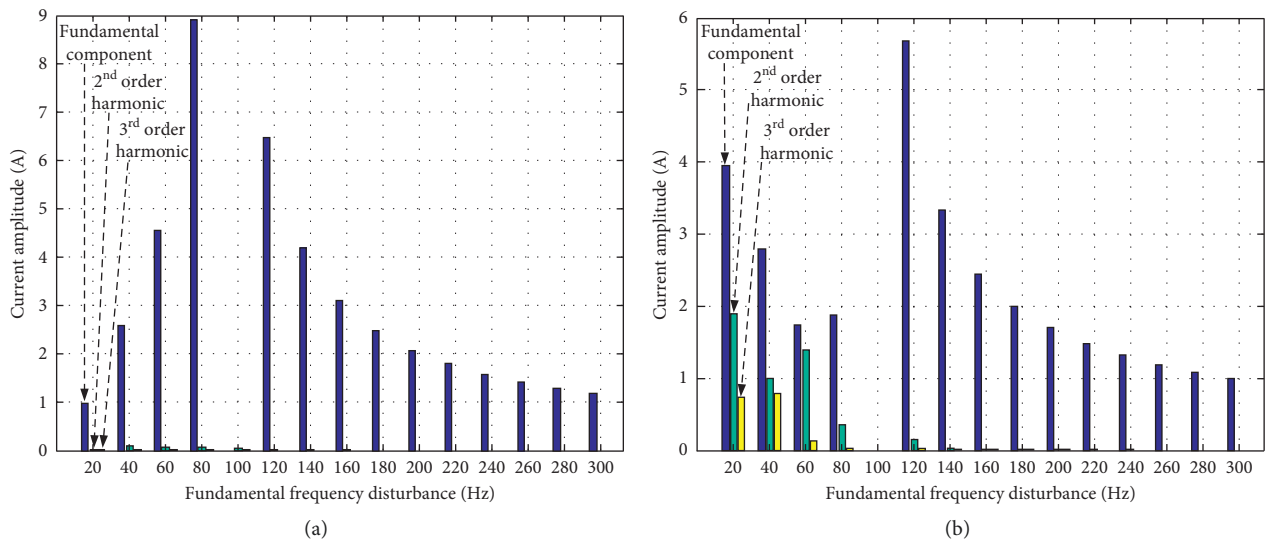 9
8
7
6
5
4
3
2
1
0
Current amplitude (A)
Fundamental
component
2nd order
harmonic
3rd order
harmonic
20 40 60 80 100 120 140 160 180 200 220 240 260 280 300
Fundamental frequency disturbance (Hz)
(a)
6
5
4
3
2
1
0
Current amplitude (A)
Fundamental
component
2nd order
harmonic
3rd order
harmonic
20 40 60 80 100 120 140 160 180 200 220 240 260 280 300
Fundamental frequency disturbance (Hz)
(b)